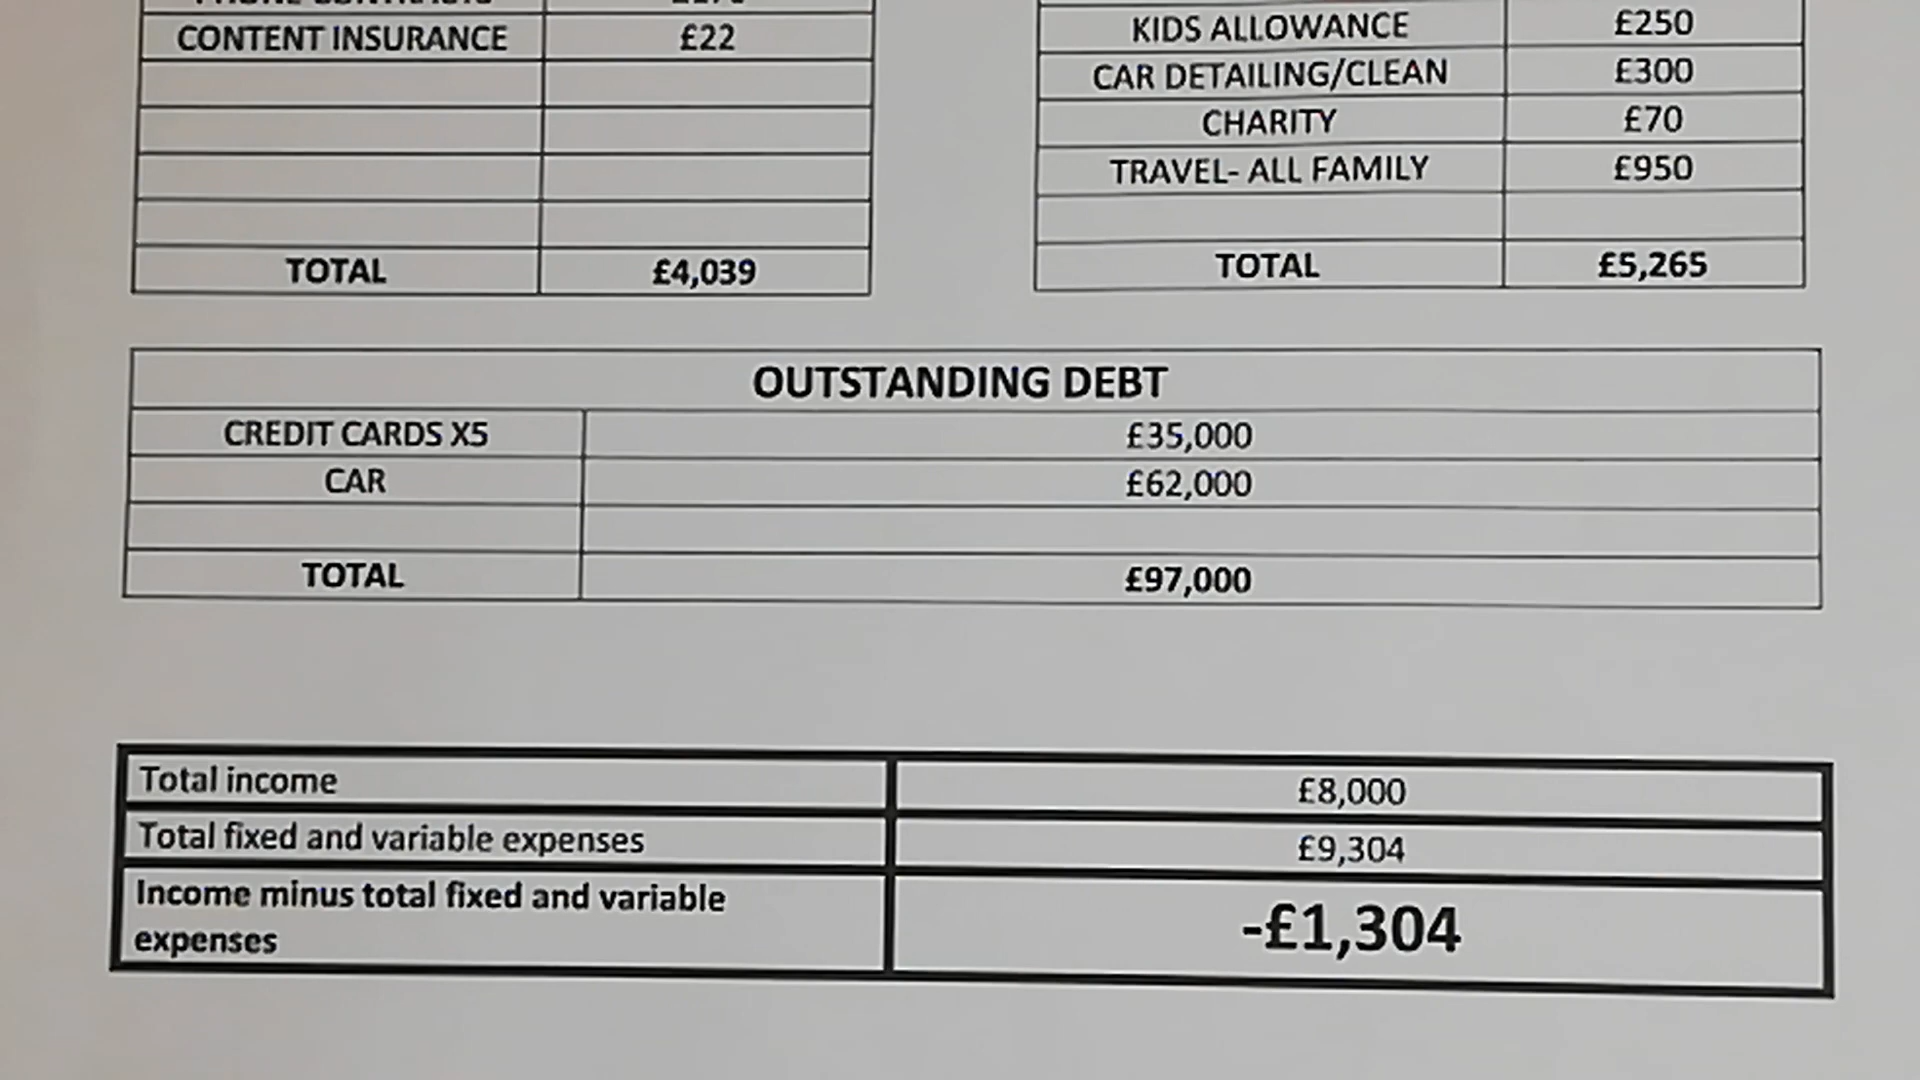 CONTENT INSURANCE £22
TOTAL £4,039
KIDS ALLOWANCE £250
CAR DETAILING/CLEAN £300
CHARITY £70
TRAVEL- ALL FAMILY £950
TOTAL £5,265
OUTSTANDING DEBT
CREDIT CARDS X5 £35,000
CAR £62,000
TOTAL £97,000
Total income £8,000
Total fixed and variable expenses £9,304
Income minus total fixed and variable
expenses
-£1,304